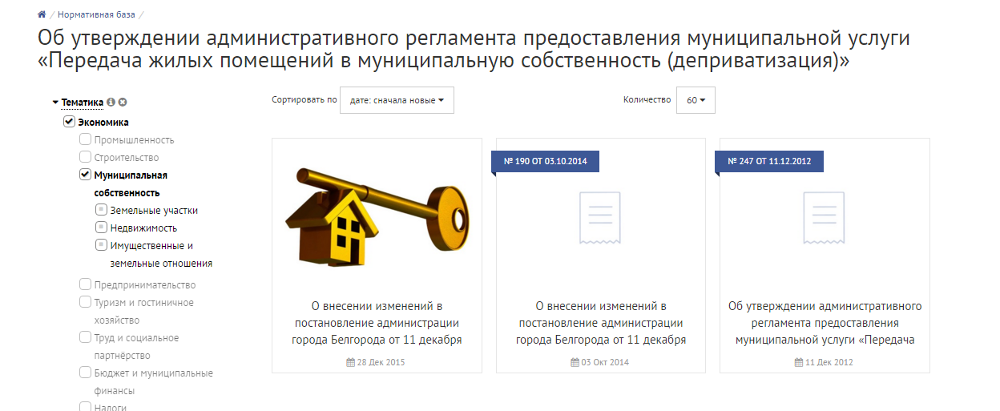 / Нормативная база /
Об утверждении административного регламента предоставления муниципальной услуги
«Передача жилых помещений в муниципальную собственность (деприватизация)»
Тематика
Экономика
Промышленность
Строительство
Муниципальная
собственность
Земельные участки
Недвижимость
Имущественные и
земельные отношения
Предпринимательство
Туризм и гостиничное
хозяйство
Труд и социальное
партнёрство
Бюджет и муниципальные
финансы
Налоги
Сортировать по дате: сначала новые
Количество 60
О внесении изменений в
постановление администрации
города Белгорода от 11 декабря
28 Дек 2015
№ 190 ОТ 03.10.2014
О внесении изменений в
постановление администрации
города Белгорода от 11 декабря
03 Окт 2014
№ 247 ОТ 11.12.2012
Об утверждении административного
регламента предоставления
муниципальной услуги «Передача
11 Дек 2012